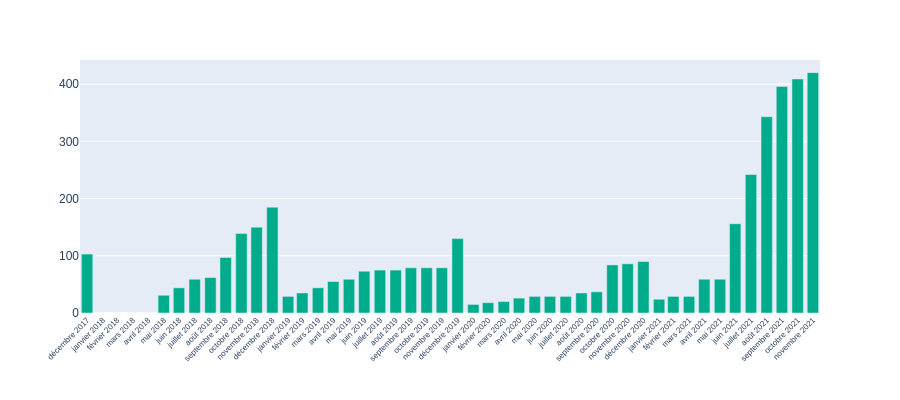 400
300
200
100
0
décembre 2017
janvier 2018
février 2018
mars 2018
avril 2018
mai 2018
juin 2018
juillet 2018
août 2018
septembre 2018
octobre 2018
novembre 2018
décembre 2018
janvier 2019
février 2019
mars 2019
avril 2019
mai 2019
juin 2019
juillet 2019
août 2019
septembre 2019
octobre 2019
novembre 2019
décembre 2019
janvier 2020
février 2020
mars 2020
avril 2020
mai 2020
juin 2020
juillet 2020
août 2020
septembre 2020
octobre 2020
novembre 2020
décembre 2020
janvier 2021
février 2021
mars 2021
avril 2021
mai 2021
juin 2021
juillet 2021
août 2021
septembre 2021
octobre 2021
novembre 2021